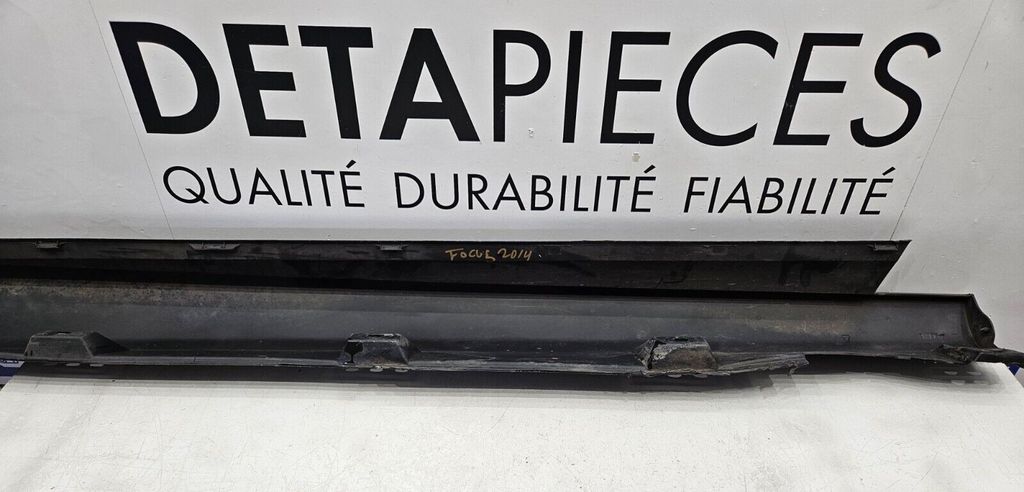 DETAPIECES
QUALITÉ DURABILITÉ FIABILITÉ
FOCUS 2014